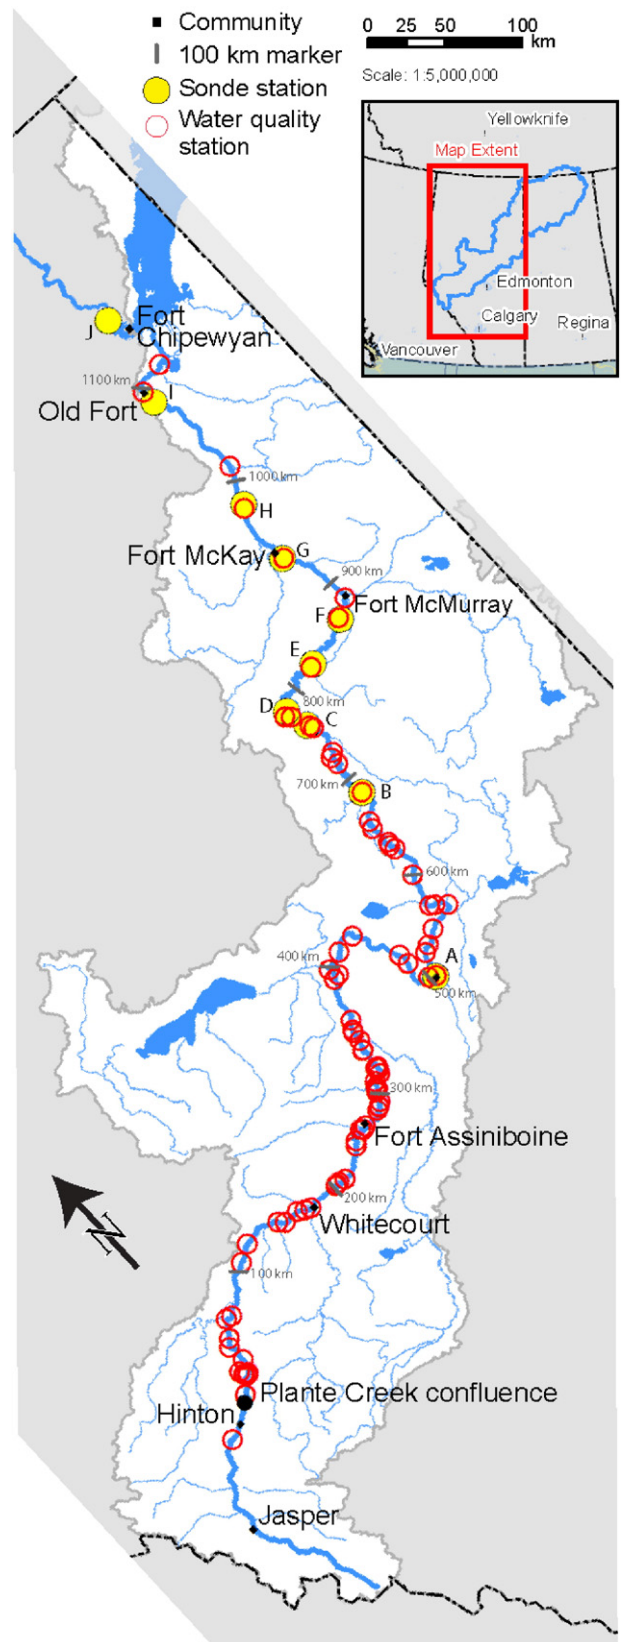 Community
100 km marker
Sonde station
Water quality
station
0 25 50 100
km
Scale: 1:5,000,000
Yellowknife
Map Extent
Edmonton
Calgary
Regina
Vancouver
J
Fort
Chipewyan
1100 km
I
Old Fort
1000 km
H
Fort McKay
G
900 km
Fort McMurray
F
E
800 km
D
C
700 km
B
600 km
A
400 km
500 km
300 km
Fort Assiniboine
200 km
Whitecourt
N
100 km
Plante Creek confluence
Hinton
Jasper